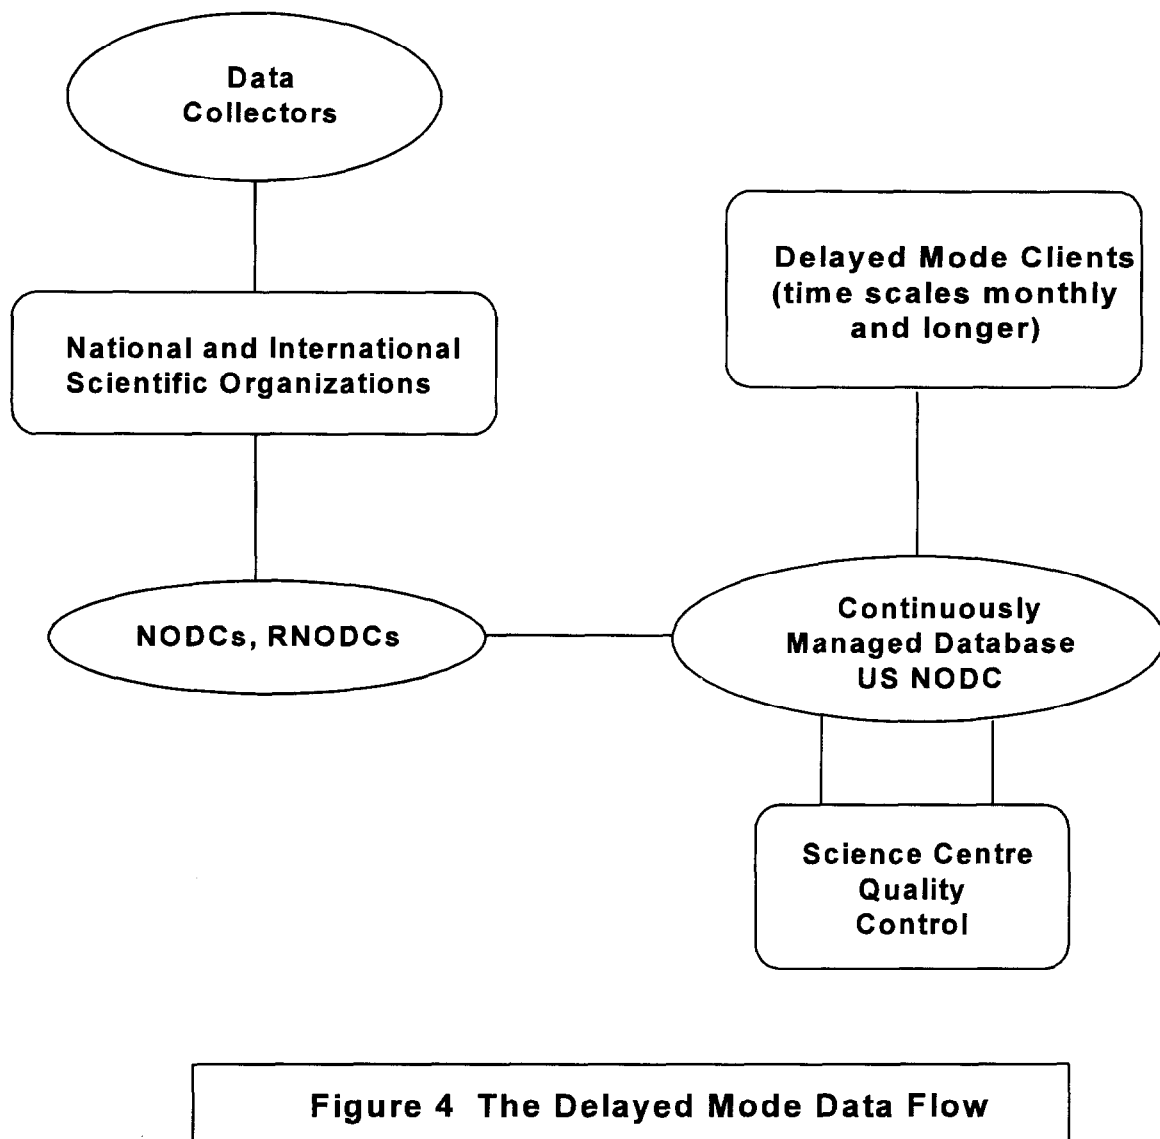 Data
Collectors
National and International
Scientific Organizations
NODCs, RNODCs
Delayed Mode Clients
(time scales monthly
and longer)
Continuously
Managed Database
US NODC
Science Centre
Quality
Control
Figure 4 The Delayed Mode Data Flow